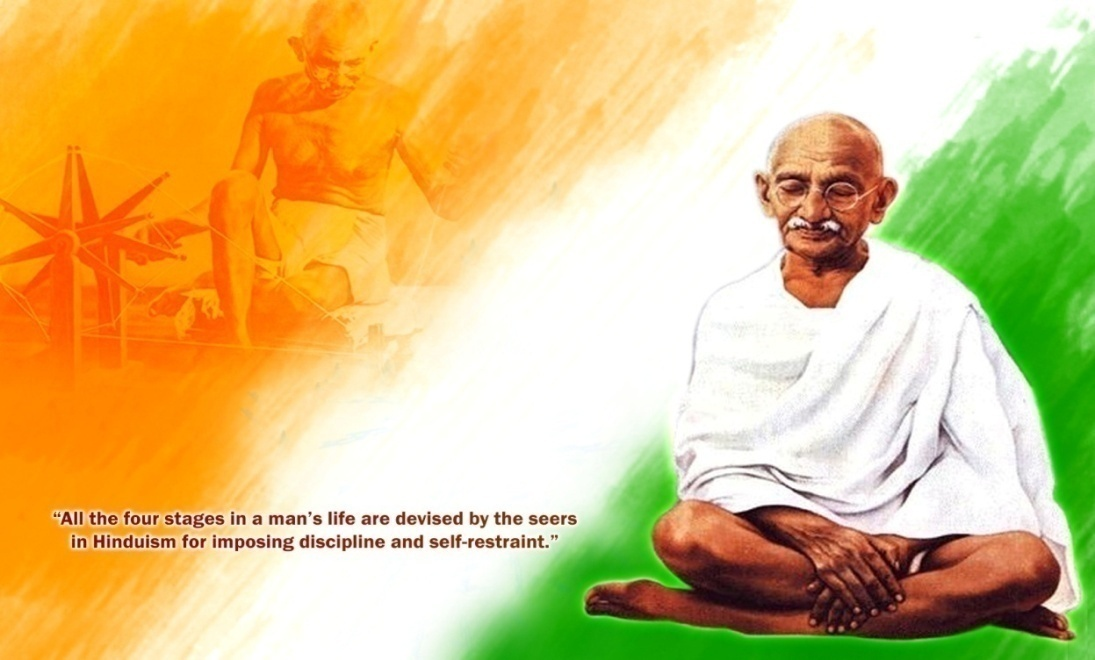 “All the four stages in a man’s life are devised by the seers
in Hinduism for imposing discipline and self-restraint.”